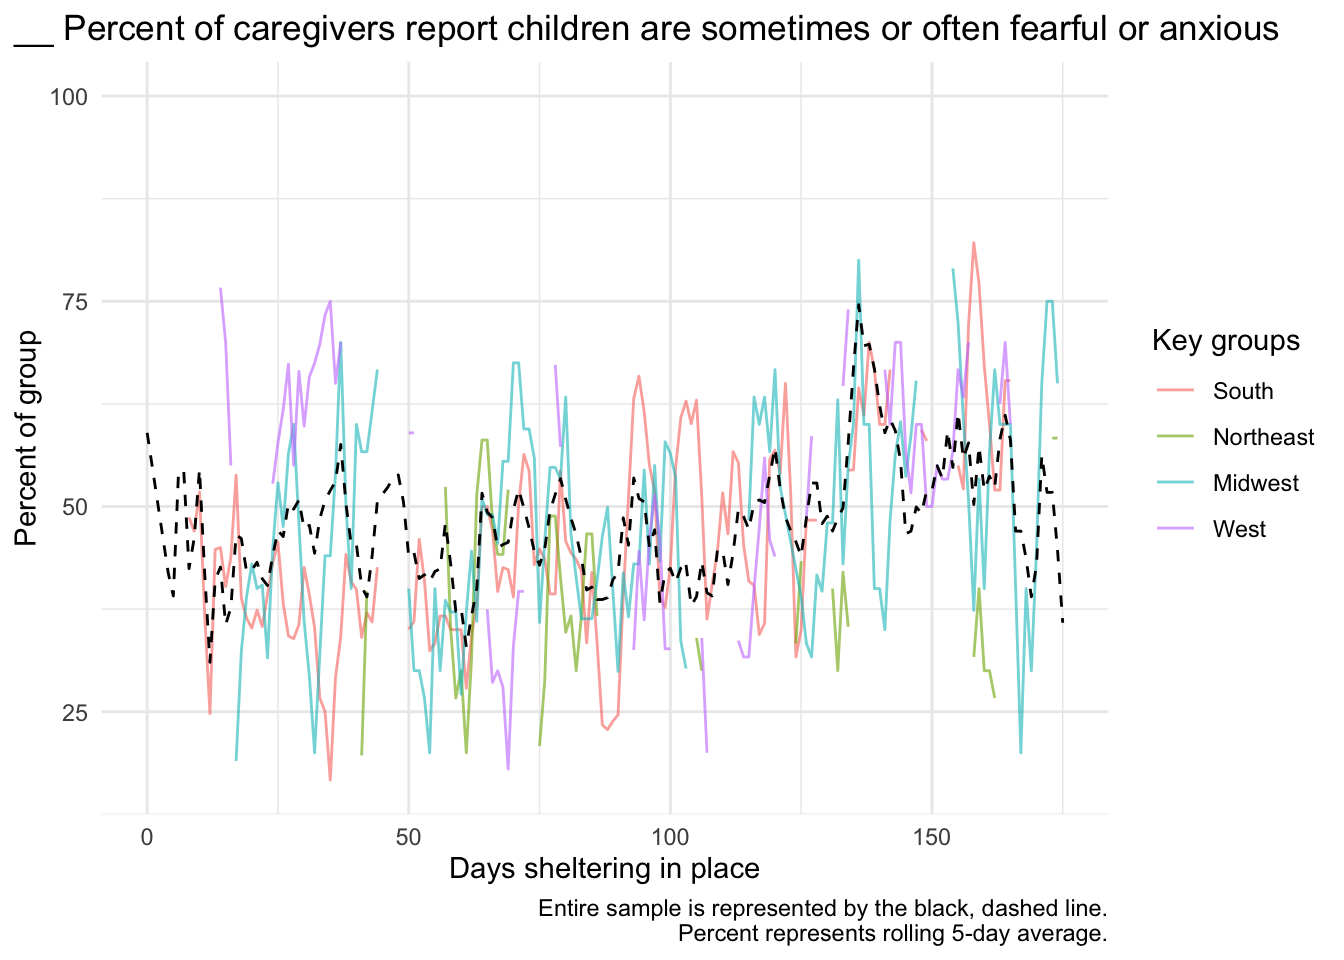 __ Percent of caregivers report children are sometimes or often fearful or anxious
100
75
50
25
Percent of group
0 50 100 150
Days sheltering in place
Key groups
South
Northeast
Midwest
West
Entire sample is represented by the black, dashed line.
Percent represents rolling 5-day average.